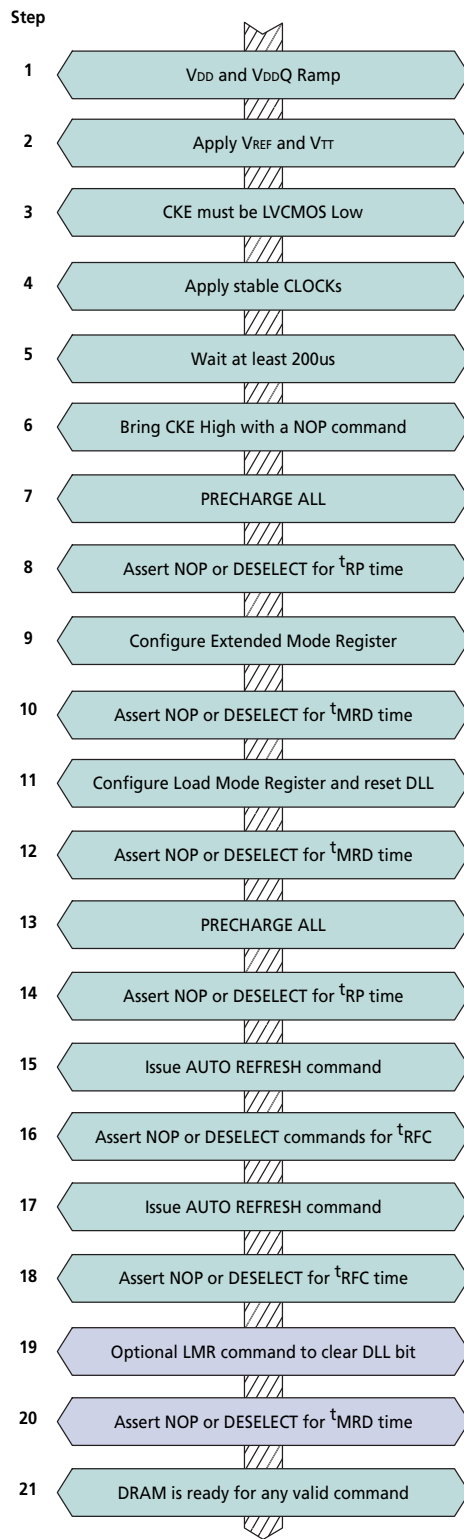 Step
1 VDD and VDDQ Ramp
2 Apply VREF and VTT
3 CKE must be LVCMOS Low
4 Apply stable CLOCKs
5 Wait at least 200us
6 Bring CKE High with a NOP command
7 PRECHARGE ALL
8 Assert NOP or DESELECT for tRP time
9 Configure Extended Mode Register
10 Assert NOP or DESELECT for tMRD time
11 Configure Load Mode Register and reset DLL
12 Assert NOP or DESELECT for tMRD time
13 PRECHARGE ALL
14 Assert NOP or DESELECT for tRP time
15 Issue AUTO REFRESH command
16 Assert NOP or DESELECT commands for tRFC
17 Issue AUTO REFRESH command
18 Assert NOP or DESELECT for tRFC time
19 Optional LMR command to clear DLL bit
20 Assert NOP or DESELECT for tMRD time
21 DRAM is ready for any valid command